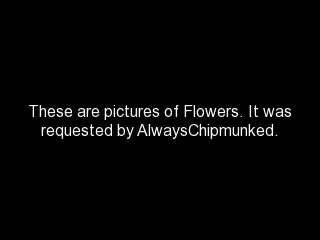 These are pictures of Flowers. It was
requested by AlwaysChipmunked.